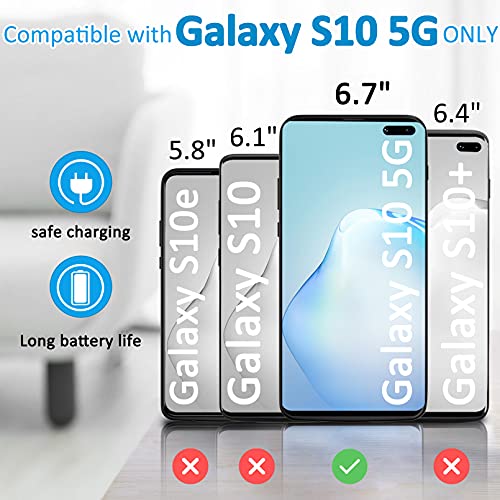 Compatible with Galaxy S10 5G ONLY
5.8"
6.1"
6.7"
6.4"
safe charging
Long battery life
Galaxy S10e
Galaxy S10
Galaxy S10 5G
Galaxy S10+